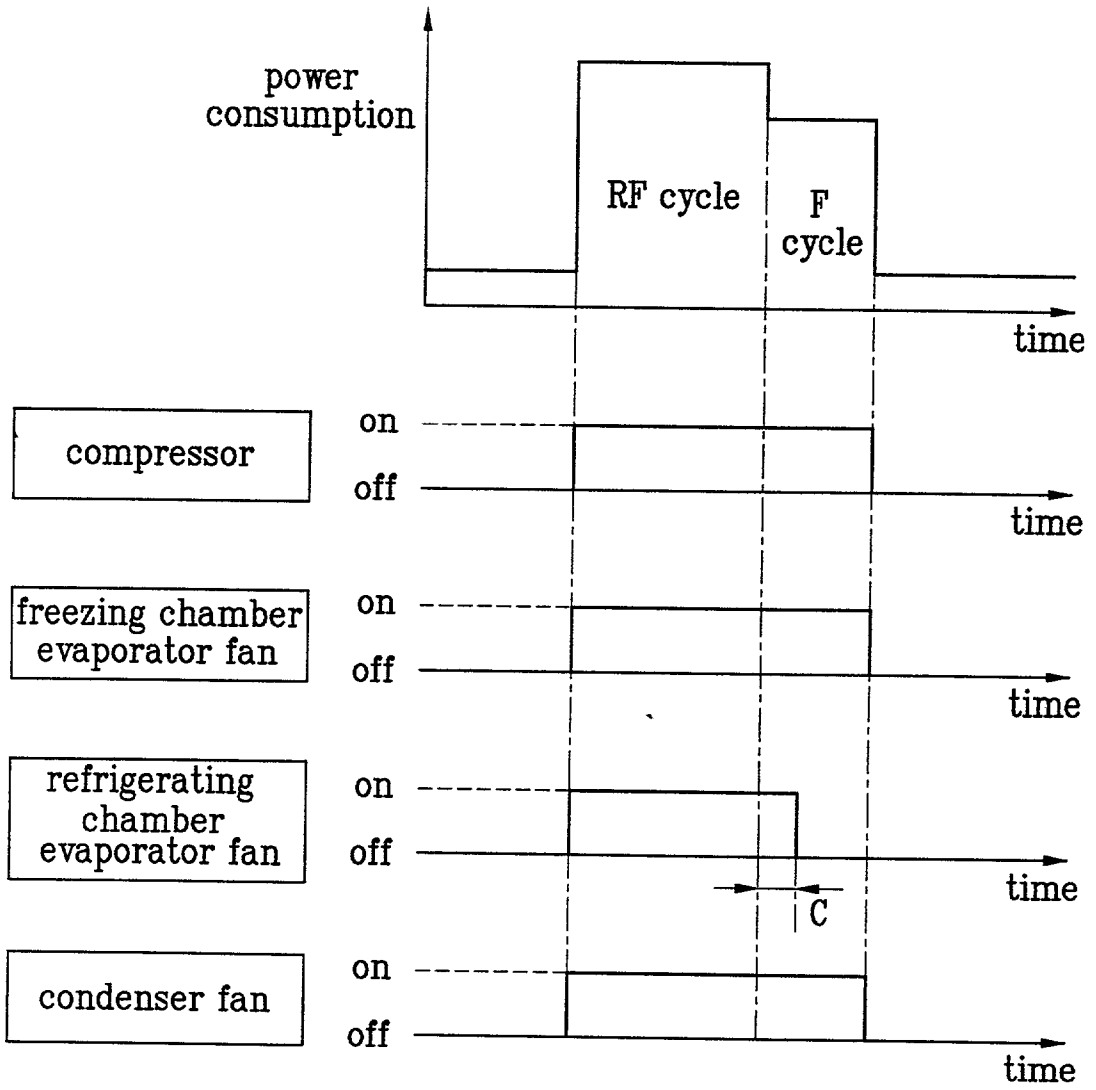 power
consumption
RF cycle
F
cycle
time
compressor
on
off
time
freezing chamber
evaporator fan
on
off
time
refrigerating
chamber
evaporator fan
on
off
time
C
condenser fan
on
off
time